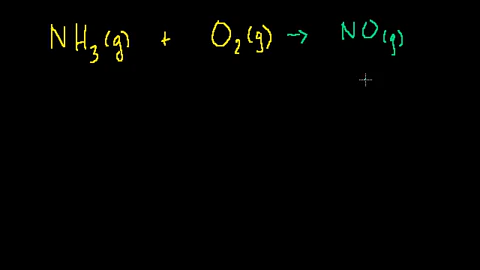 NH₃(g) + O₂(g) → NO(g)